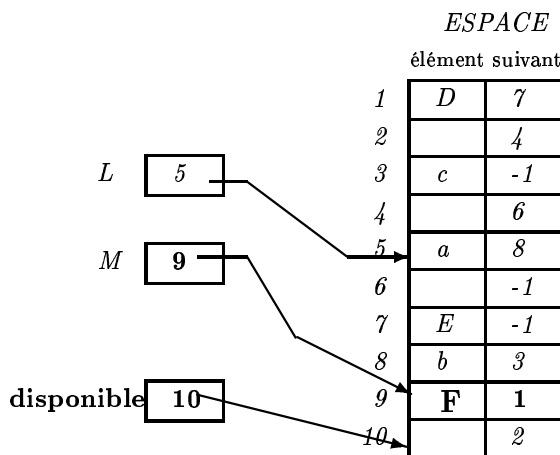 ESPACE
élément suivant
1 D 7
2 4
3 c -1
L 5
4 6
5 a 8
M 9
6 -1
7 E -1
8 b 3
disponible 10
9 F 1
10 2